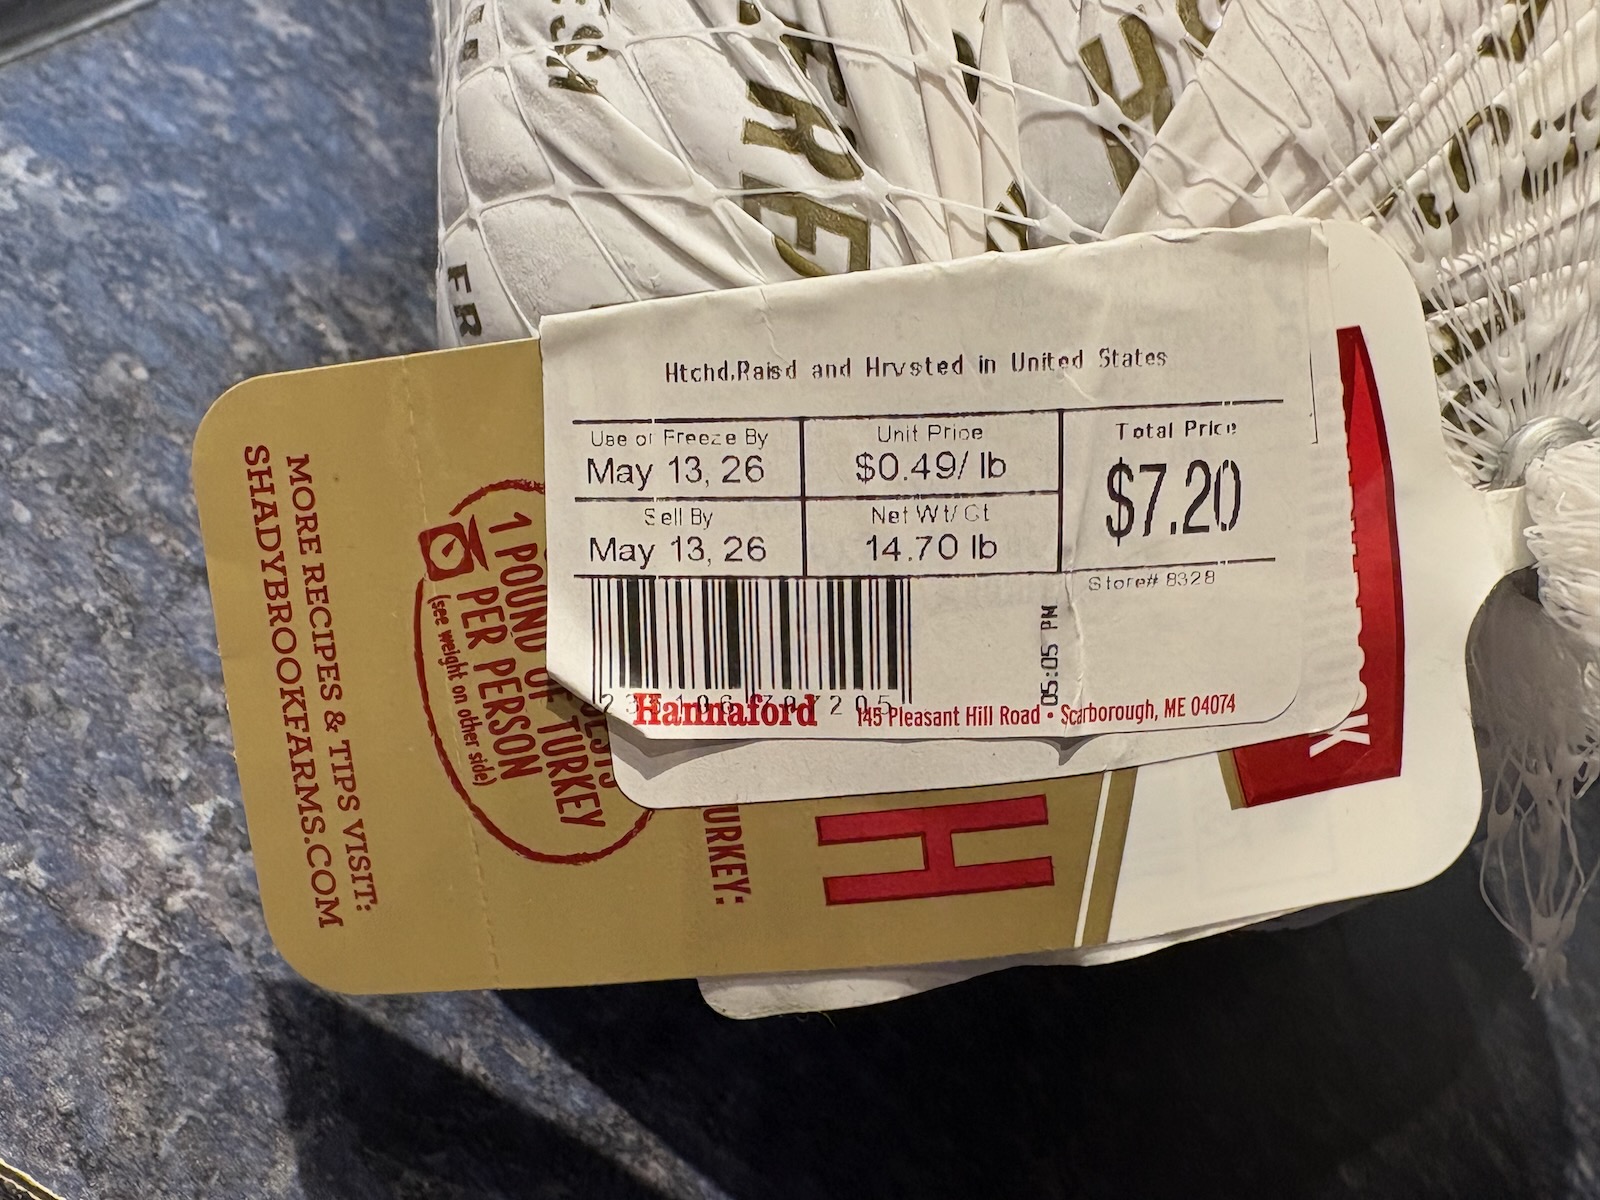 FR
Htchd,Raisd and Hrvsted in United States
Use or Freeze By
May 13, 26
Unit Price
$0.49/ lb
Total Price
$7.20
Sell By
May 13, 26
Net Wt/Ct
14.70 lb
Store# 8328
05:05 PM
Hannaford 145 Pleasant Hill Road • Scarborough, ME 04074
MORE RECIPES & TIPS VISIT:
SHADYBROOKFARMS.COM
1 POUND OF TURKEY
PER PERSON
(see weight on other side)
H